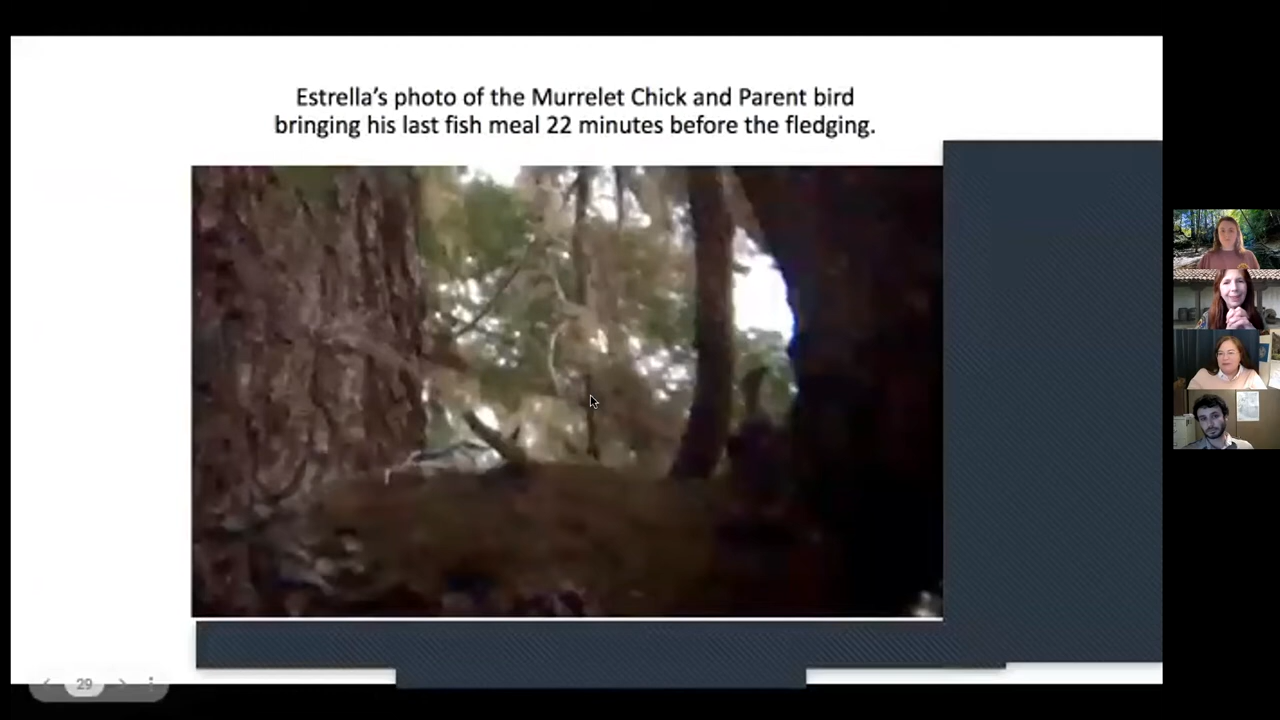 Estrella’s photo of the Murrelet Chick and Parent bird
bringing his last fish meal 22 minutes before the fledging.
29